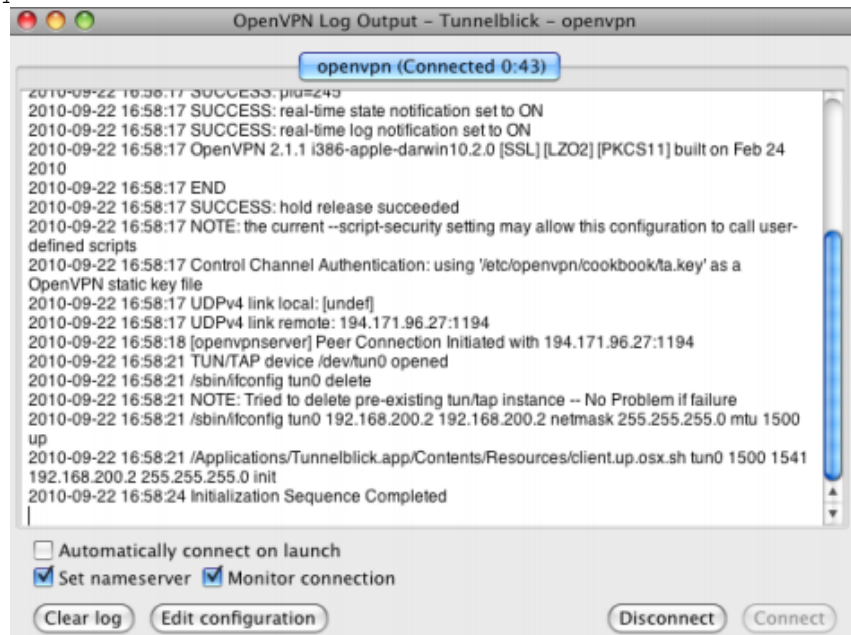 OpenVPN Log Output – Tunnelblick – openvpn
openvpn (Connected 0:43)
2010-09-22 16:58:17 SUCCESS: pid=245
2010-09-22 16:58:17 SUCCESS: real-time state notification set to ON
2010-09-22 16:58:17 SUCCESS: real-time log notification set to ON
2010-09-22 16:58:17 OpenVPN 2.1.1 i386-apple-darwin10.2.0 [SSL] [LZO2] [PKCS11] built on Feb 24
2010
2010-09-22 16:58:17 END
2010-09-22 16:58:17 SUCCESS: hold release succeeded
2010-09-22 16:58:17 NOTE: the current --script-security setting may allow this configuration to call user-
defined scripts
2010-09-22 16:58:17 Control Channel Authentication: using '/etc/openvpn/cookbook/ta.key' as a
OpenVPN static key file
2010-09-22 16:58:17 UDPv4 link local: [undef]
2010-09-22 16:58:17 UDPv4 link remote: 194.171.96.27:1194
2010-09-22 16:58:18 [openvpnserver] Peer Connection Initiated with 194.171.96.27:1194
2010-09-22 16:58:21 TUN/TAP device /dev/tun0 opened
2010-09-22 16:58:21 /sbin/ifconfig tun0 delete
2010-09-22 16:58:21 NOTE: Tried to delete pre-existing tun/tap instance -- No Problem if failure
2010-09-22 16:58:21 /sbin/ifconfig tun0 192.168.200.2 192.168.200.2 netmask 255.255.255.0 mtu 1500
up
2010-09-22 16:58:21 /Applications/Tunnelblick.app/Contents/Resources/client.up.osx.sh tun0 1500 1541
192.168.200.2 255.255.255.0 init
2010-09-22 16:58:24 Initialization Sequence Completed
Automatically connect on launch
Set nameserver Monitor connection
Clear log Edit configuration Disconnect Connect